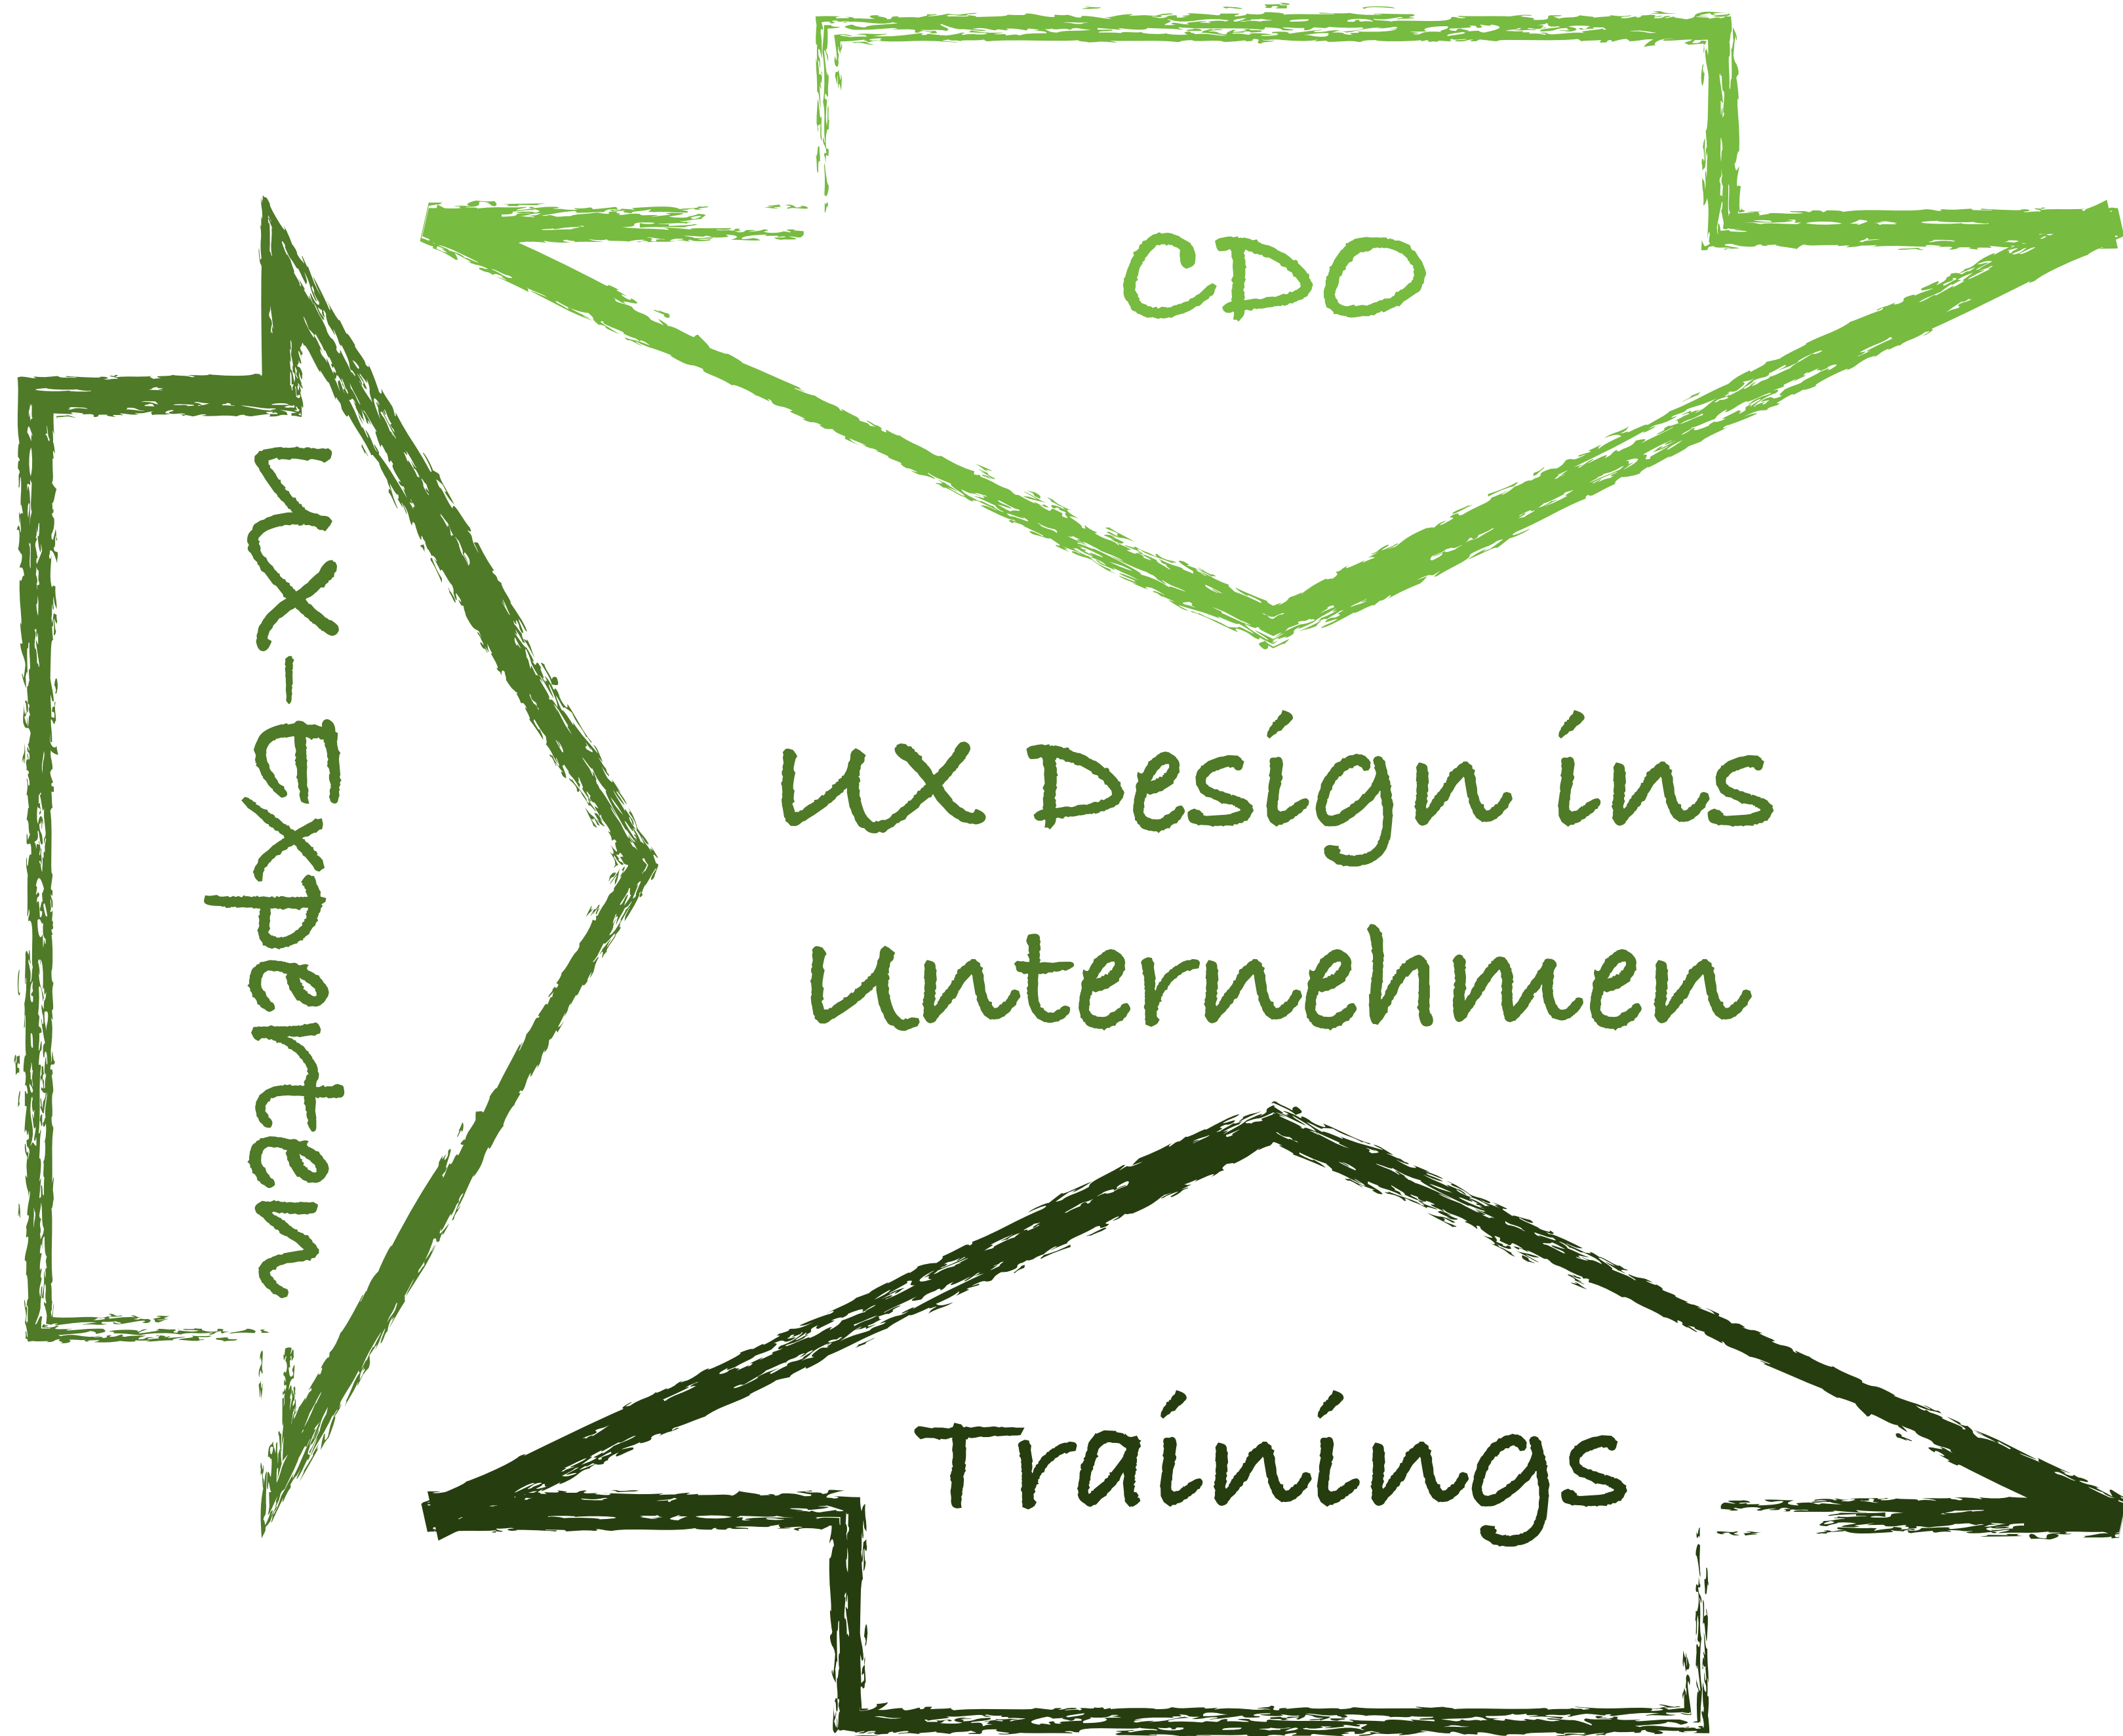 CDO
UX-Experten
UX Design ins
Unternehmen
Trainings